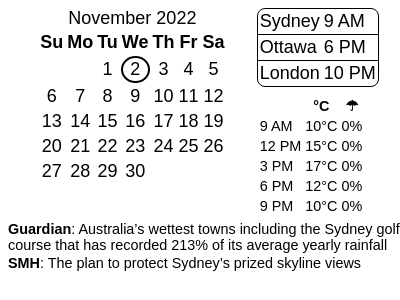 November 2022
Su Mo Tu We Th Fr Sa
1 2 3 4 5
6 7 8 9 10 11 12
13 14 15 16 17 18 19
20 21 22 23 24 25 26
27 28 29 30
Sydney 9 AM
Ottawa 6 PM
London 10 PM
°C ☂
9 AM 10°C 0%
12 PM 15°C 0%
3 PM 17°C 0%
6 PM 12°C 0%
9 PM 10°C 0%
Guardian: Australia's wettest towns including the Sydney golf
course that has recorded 213% of its average yearly rainfall
SMH: The plan to protect Sydney's prized skyline views